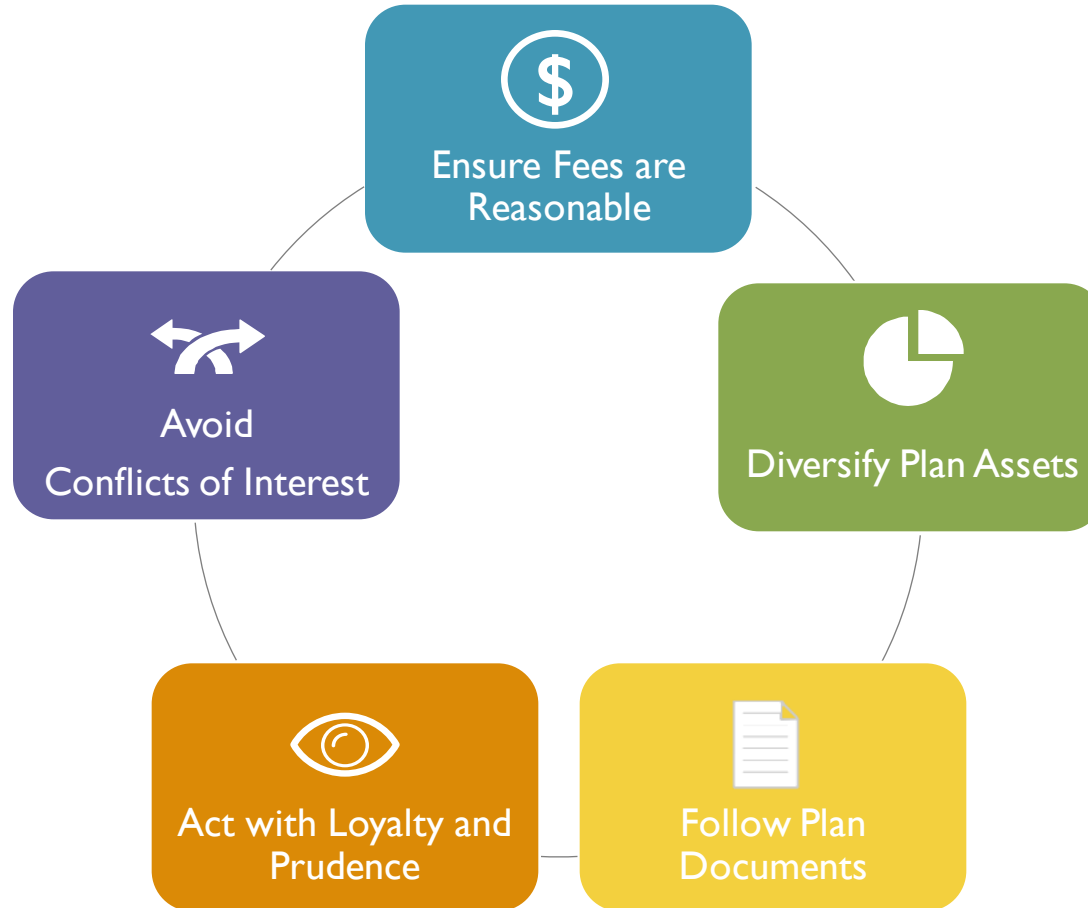 $
Ensure Fees are
Reasonable
Diversify Plan Assets
Follow Plan
Documents
Act with Loyalty and
Prudence
Avoid
Conflicts of Interest